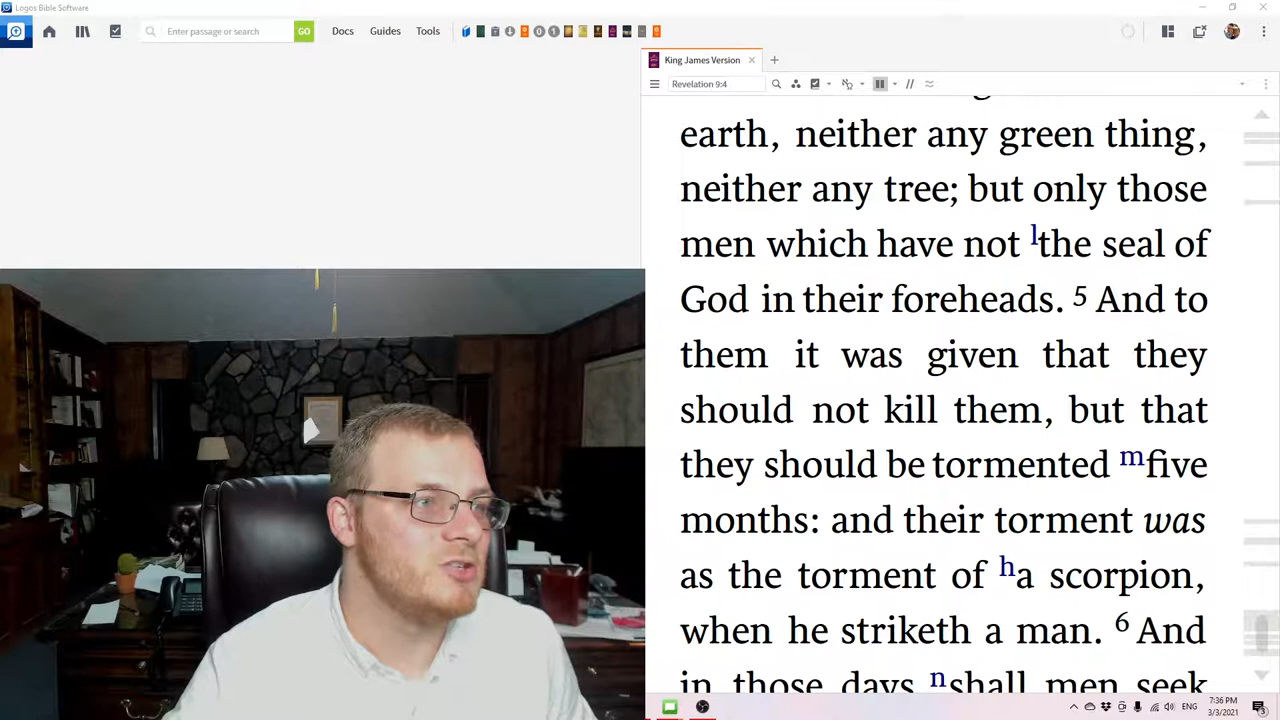 Logos Bible Software
Enter passage or search
GO
Docs
Guides
Tools
King James Version
Revelation 9:4
earth, neither any green thing,
neither any tree; but only those
men which have not lthe seal of
God in their foreheads. 5 And to
them it was given that they
should not kill them, but that
they should be tormented mfive
months: and their torment was
as the torment of ha scorpion,
when he striketh a man. 6 And
in those days nshall men seek
ENG
7:36 PM
3/3/2021